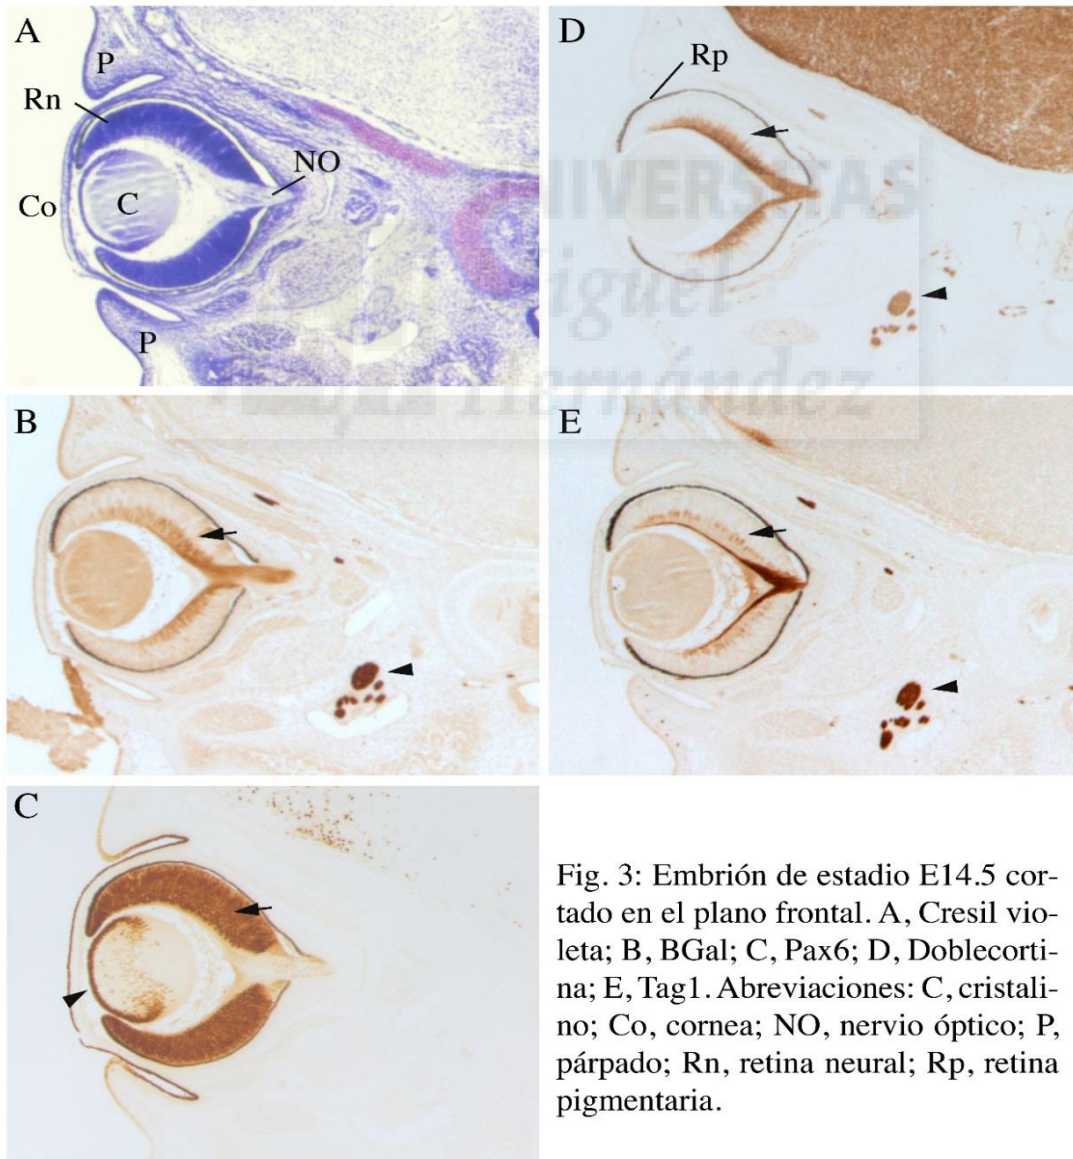 A
P
Rn
NO
Co
C
P
D
Rp
B
E
C
UNIVERSITAS
Miguel
Hernández
Fig. 3: Embrión de estadio E14.5 cor-
tado en el plano frontal. A, Cresil vio-
leta; B, BGal; C, Pax6; D, Doblecorti-
na; E, Tag1. Abreviaciones: C, cristali-
no; Co, cornea; NO, nervio óptico; P,
párpado; Rn, retina neural; Rp, retina
pigmentaria.